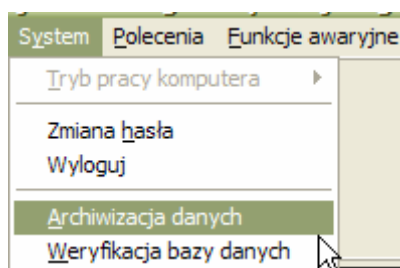 System Polecenia Funkcje awaryjne
Tryb pracy komputera
Zmiana hasła
Wyloguj
Archiwizacja danych
Weryfikacja bazy danych